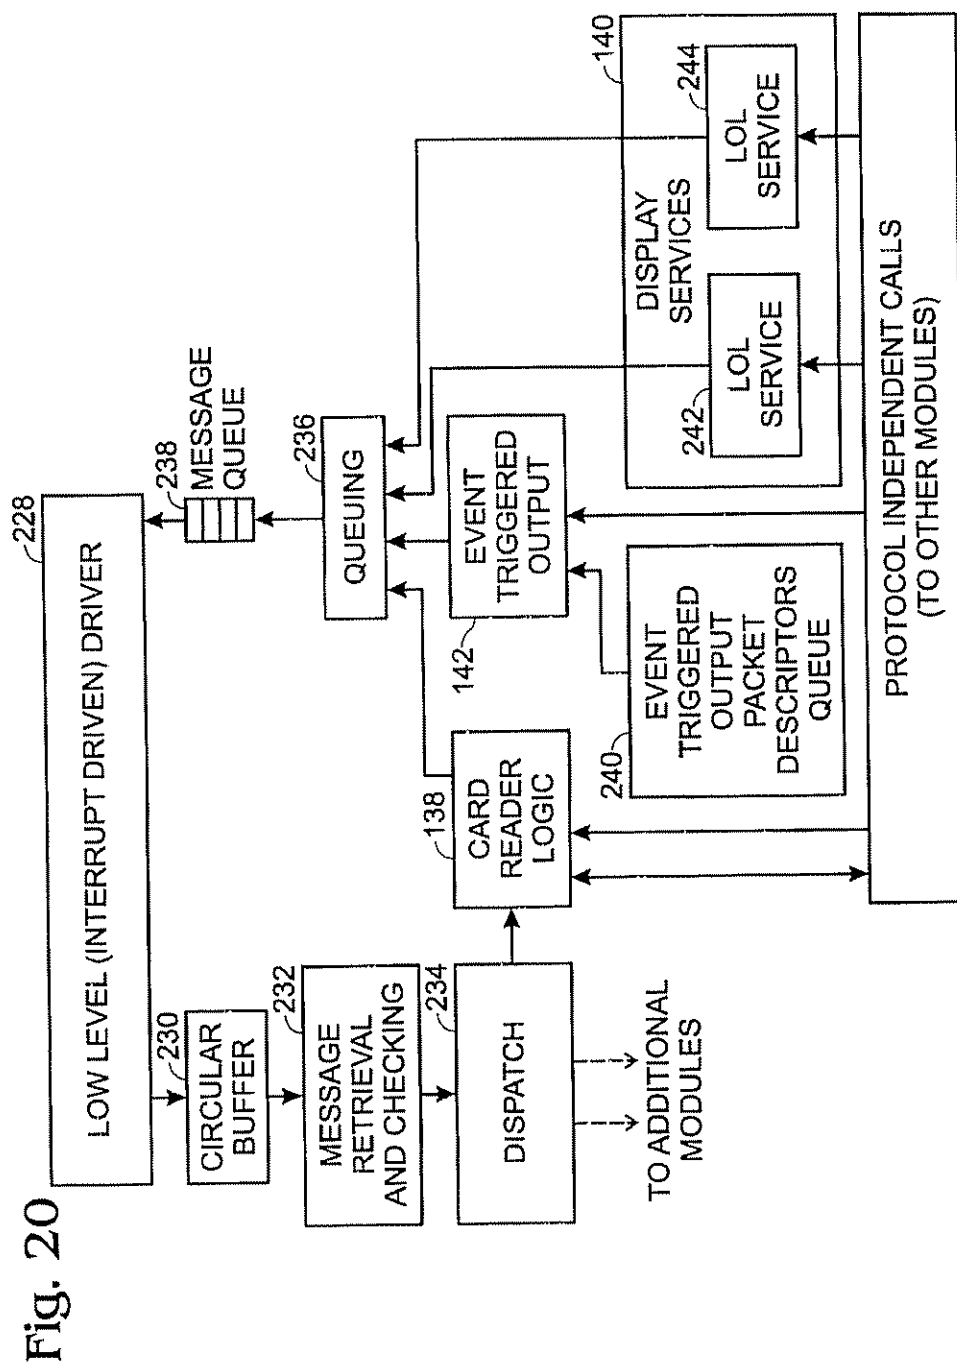 Fig. 20
LOW LEVEL (INTERRUPT DRIVEN) DRIVER
228
230
CIRCULAR
BUFFER
238
MESSAGE
QUEUE
232
MESSAGE
RETRIEVAL
AND CHECKING
236
QUEUING
234
DISPATCH
138
CARD
READER
LOGIC
142
EVENT
TRIGGERED
OUTPUT
TO ADDITIONAL
MODULES
240
EVENT
TRIGGERED
OUTPUT
PACKET
DESCRIPTORS
QUEUE
140
DISPLAY
SERVICES
242
LOL
SERVICE
244
LOL
SERVICE
PROTOCOL INDEPENDENT CALLS
(TO OTHER MODULES)